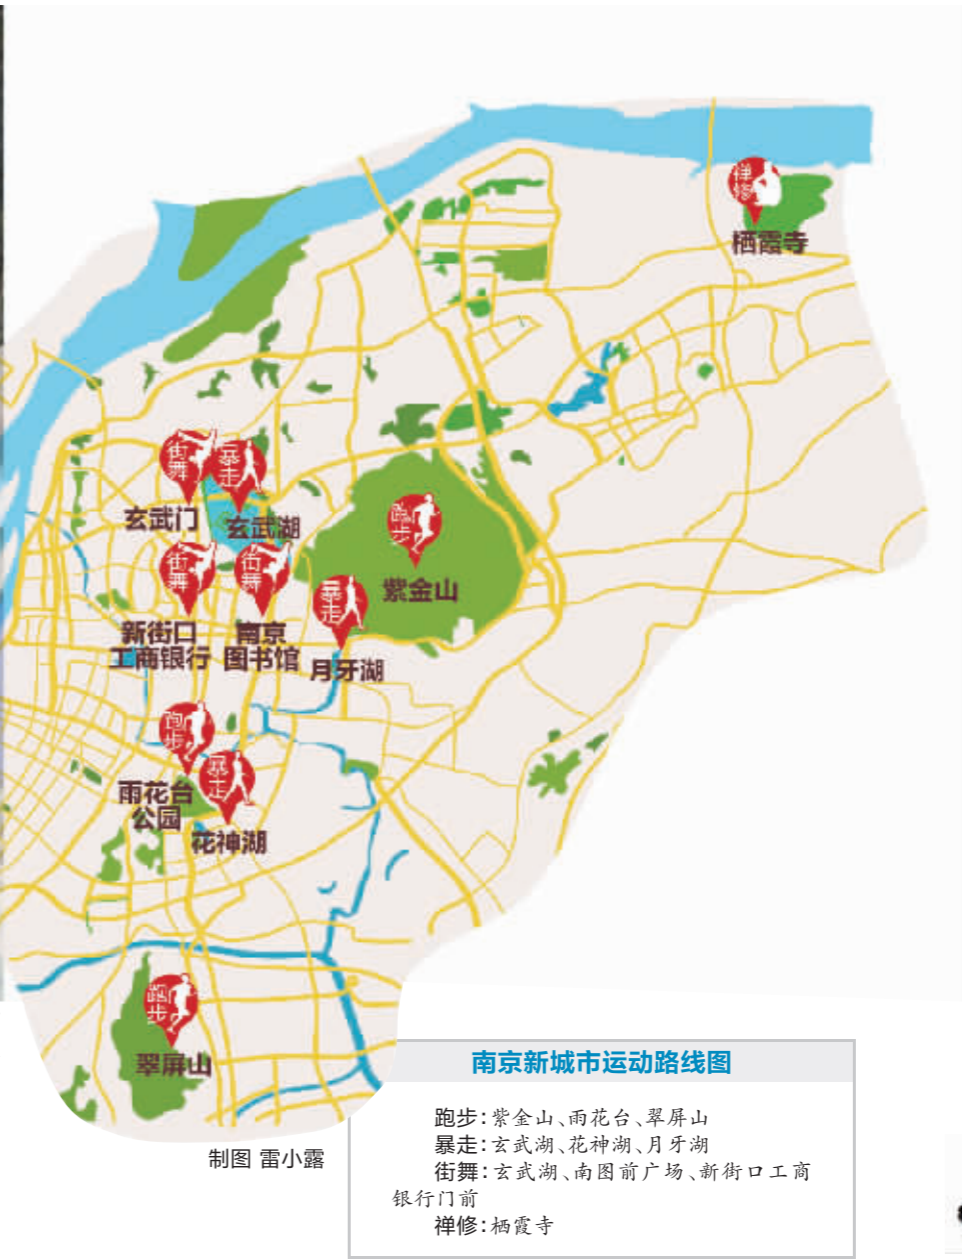 禅修
栖霞寺
街舞
暴走
玄武门
玄武湖
跑步
紫金山
街舞
街舞
暴走
新街口
工商银行
南京
图书馆
月牙湖
跑步
暴走
雨花台
公园
花神湖
跑步
翠屏山
南京新城市运动路线图
跑步:紫金山、雨花台、翠屏山
暴走:玄武湖、花神湖、月牙湖
街舞:玄武湖、南图前广场、新街口工商
银行门前
禅修:栖霞寺
制图 雷小露